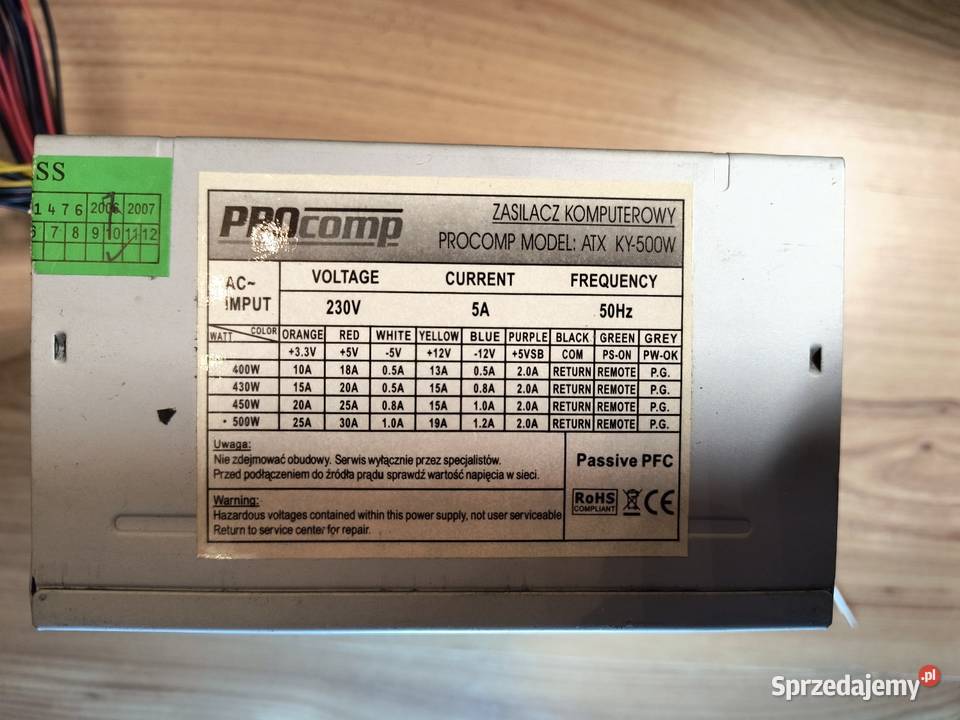 SS
1 4 7 6 2006 2007
6 7 8 9 10 11 12
PROcomp
ZASILACZ KOMPUTEROWY
PROCOMP MODEL: ATX KY-500W
AC~ IMPUT
VOLTAGE CURRENT FREQUENCY
230V 5A 50Hz
WATT COLOR ORANGE RED WHITE YELLOW BLUE PURPLE BLACK GREEN GREY
+3.3V +5V -5V +12V -12V +5VSB COM PS-ON PW-OK
400W 10A 18A 0.5A 13A 0.5A 2.0A RETURN REMOTE P.G.
430W 15A 20A 0.5A 15A 0.8A 2.0A RETURN REMOTE P.G.
450W 20A 25A 0.8A 15A 1.0A 2.0A RETURN REMOTE P.G.
• 500W 25A 30A 1.0A 19A 1.2A 2.0A RETURN REMOTE P.G.
Uwaga:
Nie zdejmować obudowy. Serwis wyłącznie przez specjalistów.
Przed podłączeniem do źródła prądu sprawdź wartość napięcia w sieci.
Warning:
Hazardous voltages contained within this power supply, not user serviceable
Return to service center for repair.
Passive PFC
RoHS
COMPLIANT
CE
Sprzedajemy.pl